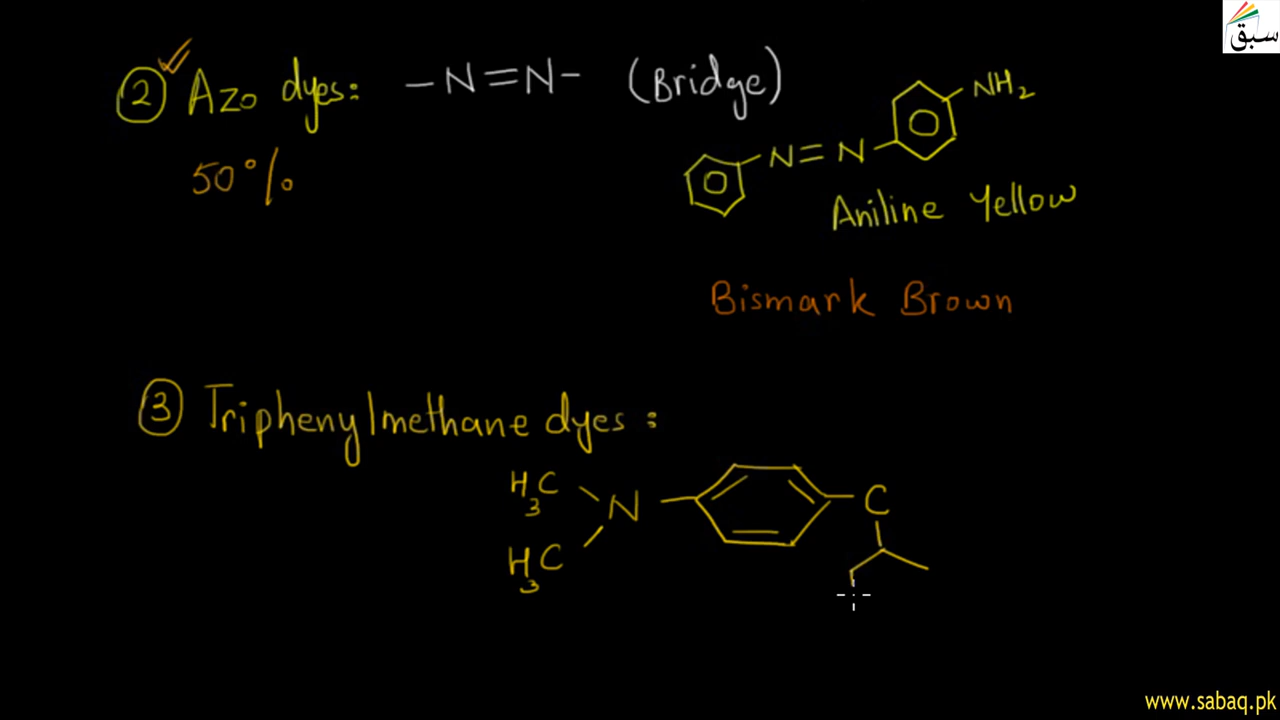 سبق
② Azo dyes: –N=N– (Bridge)
50%
NH₂
N=N
Aniline Yellow
Bismark Brown
③ Triphenylmethane dyes:
H₃C
N
C
H₃C
www.sabaq.pk